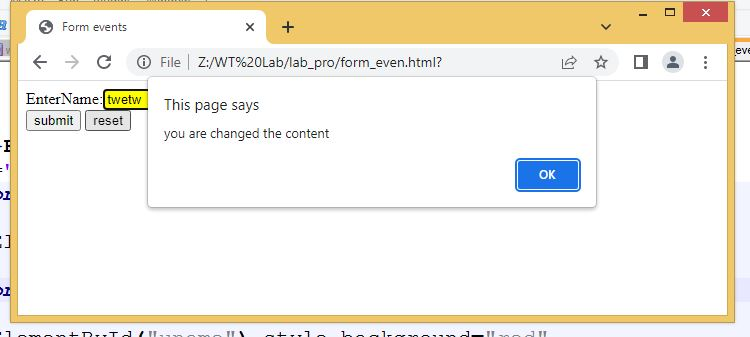 Form events
File
Z:/WT%20Lab/lab_pro/form_even.html?
EnterName:
twetw
submit
reset
This page says
you are changed the content
OK
ElementById("uname").style.background="red"